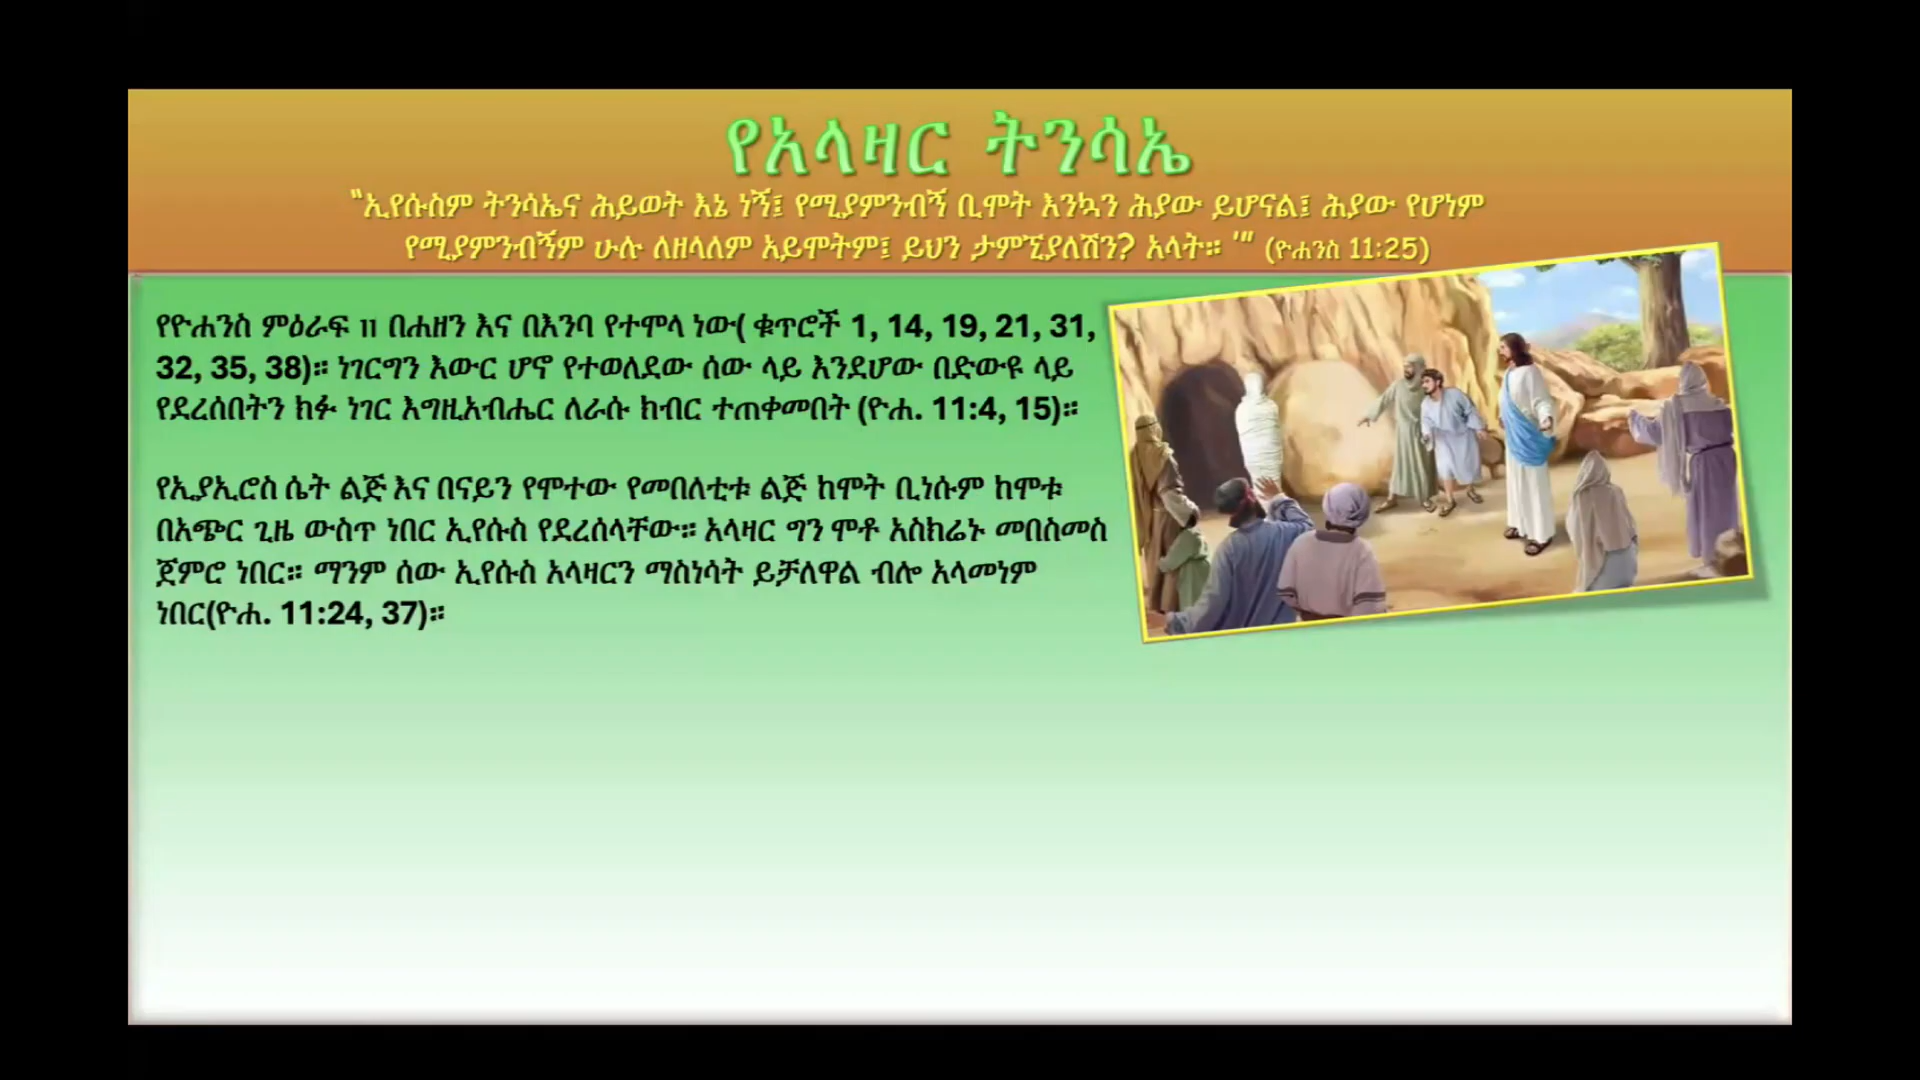 የአላዛር ትንሳኤ
“ኢየሱስም ትንሳኤና ሕይወት እኔ ነኝ፤ የሚያምንብኝ ቢሞት እንኳን ሕያው ይሆናል፤ ሕያው የሆነም
የሚያምንብኝም ሁሉ ለዘላለም አይሞትም፤ ይህን ታምኚያለሽን? አላት። ’” (ዮሐንስ 11:25)
የዮሐንስ ምዕራፍ 11 በሐዘን እና በእንባ የተሞላ ነው( ቁጥሮች 1, 14, 19, 21, 31,
32, 35, 38)። ነገርግን እውር ሆኖ የተወለደው ሰው ላይ እንደሆው በድውዩ ላይ
የደረሰበትን ክፉ ነገር እግዚአብሔር ለራሱ ክብር ተጠቀመበት (ዮሐ. 11:4, 15)።
የኢያኢሮስ ሴት ልጅ እና በናይን የሞተው የመበለቲቱ ልጅ ከሞት ቢነሱም ከሞቱ
በአጭር ጊዜ ውስጥ ነበር ኢየሱስ የደረሰላቸው። አላዛር ግን ሞቶ አስክሬኑ መበስመስ
ጀምሮ ነበር። ማንም ሰው ኢየሱስ አላዛርን ማስነሳት ይቻለዋል ብሎ አላመነም
ነበር(ዮሐ. 11:24, 37)።